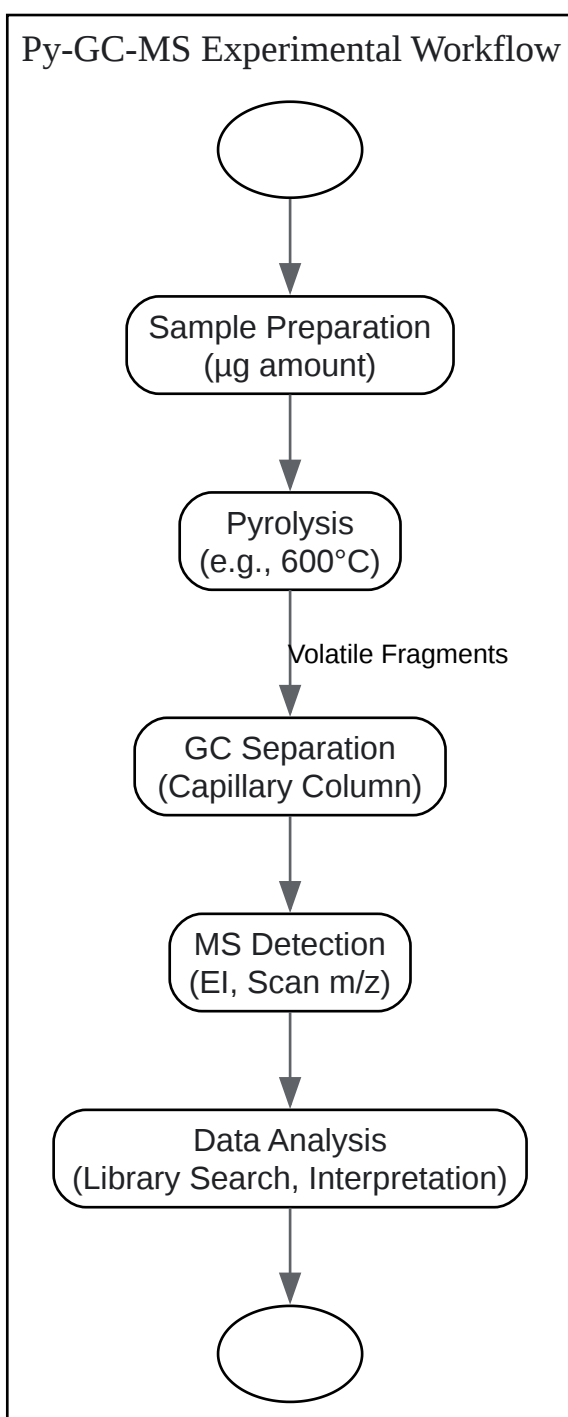 Py-GC-MS Experimental Workflow
Sample Preparation
(µg amount)
Pyrolysis
(e.g., 600°C)
Volatile Fragments
GC Separation
(Capillary Column)
MS Detection
(EI, Scan m/z)
Data Analysis
(Library Search, Interpretation)